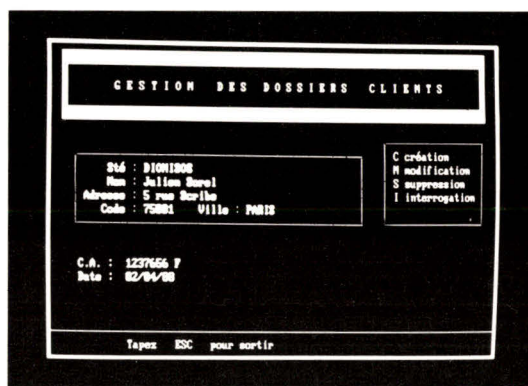 GESTION DES DOSSIERS CLIENTS
Sté : DIONISOS
Nom : Julien Sorel
Adresse : 5 rue Scribe
Code : 75001 Ville : PARIS
C création
M modification
S suppression
I interrogation
C.A. : 1237656 F
Date : 02/04/88
Tapez ESC pour sortir